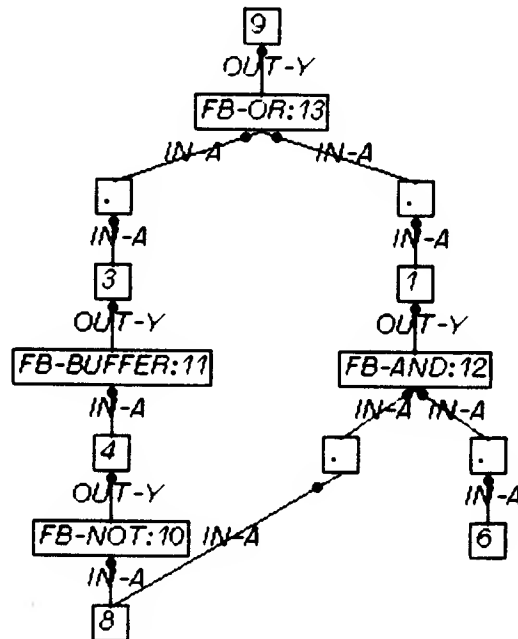 9
OUT-Y
FB-OR:13
IN-A IN-A
. .
IN-A IN-A
3 1
OUT-Y OUT-Y
FB-BUFFER:11 FB-AND:12
IN-A IN-A IN-A
4 . .
OUT-Y IN-A
FB-NOT:10 IN-A 6
IN-A
8